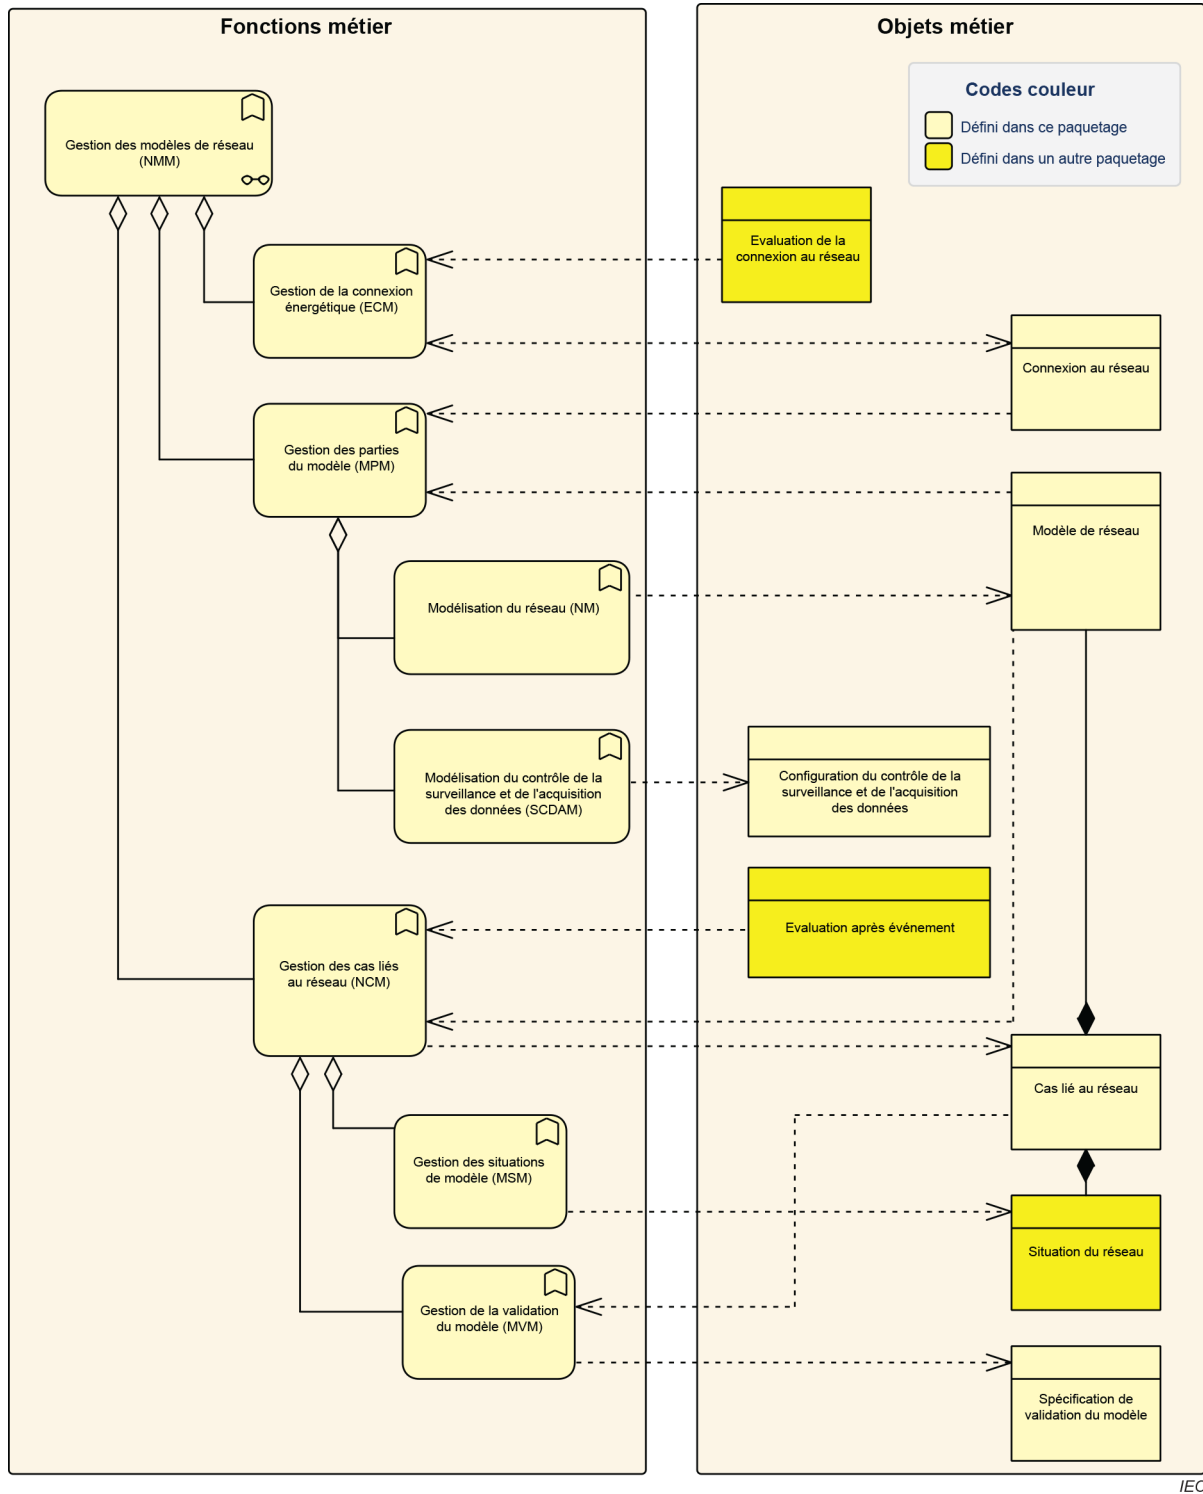 Fonctions métier
Objets métier
Codes couleur
Défini dans ce paquetage
Défini dans un autre paquetage
Gestion des modèles de réseau
(NMM)
Evaluation de la
connexion au réseau
Gestion de la connexion
énergétique (ECM)
Connexion au réseau
Gestion des parties
du modèle (MPM)
Modèle de réseau
Modélisation du réseau (NM)
Modélisation du contrôle de la
surveillance et de l'acquisition
des données (SCDAM)
Configuration du contrôle de la
surveillance et de l'acquisition
des données
Evaluation après événement
Gestion des cas liés
au réseau (NCM)
Cas lié au réseau
Gestion des situations
de modèle (MSM)
Situation du réseau
Gestion de la validation
du modèle (MVM)
Spécification de
validation du modèle
IEC